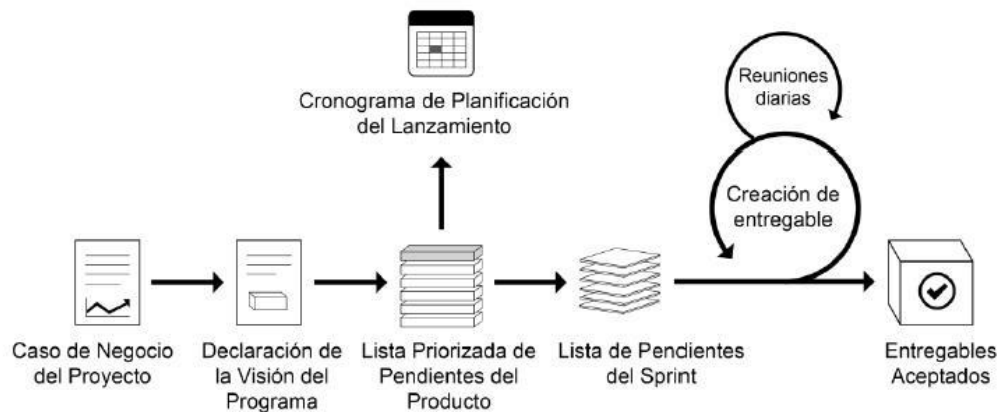 Cronograma de Planificación
del Lanzamiento
Reuniones
diarias
Creación de
entregable
Caso de Negocio
del Proyecto
Declaración de
la Visión del
Programa
Lista Priorizada de
Pendientes del
Producto
Lista de Pendientes
del Sprint
Entregables
Aceptados